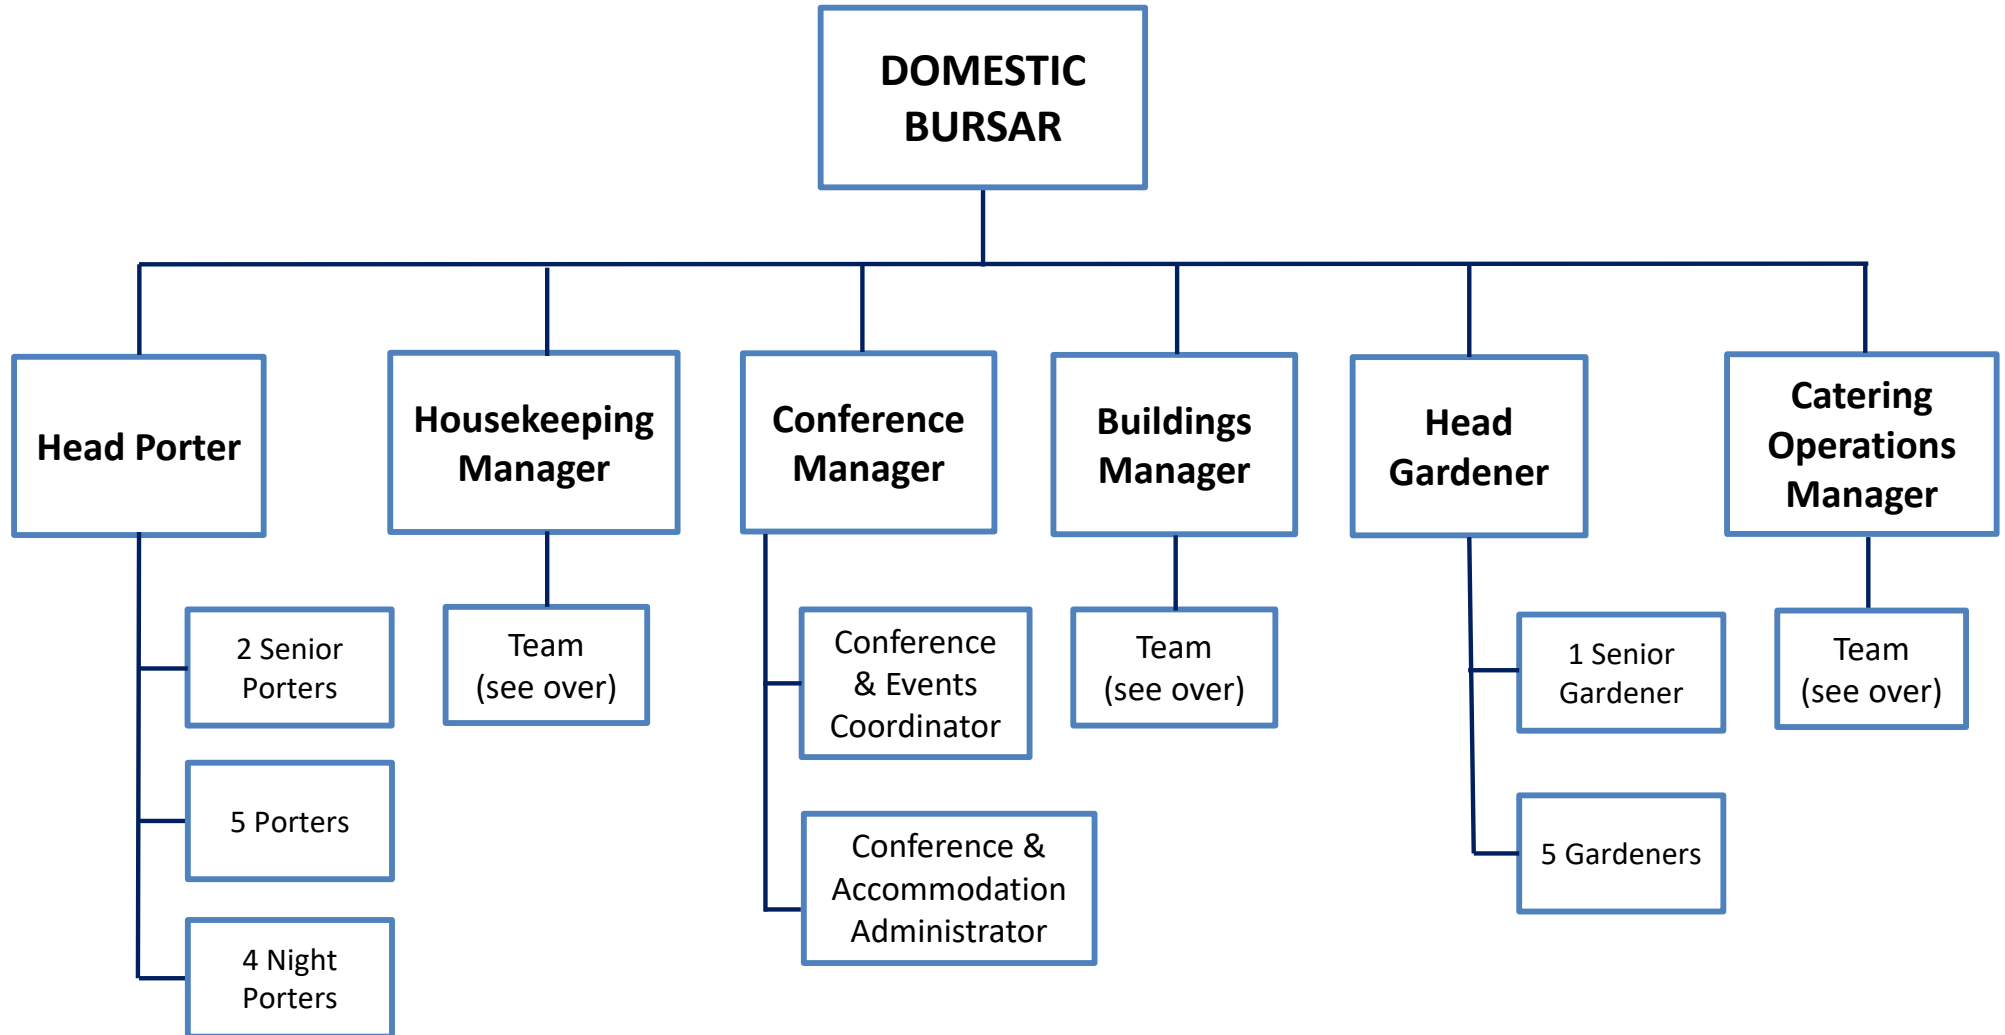 DOMESTIC
BURSAR
Head Porter
Housekeeping
Manager
Conference
Manager
Buildings
Manager
Head
Gardener
Catering
Operations
Manager
2 Senior
Porters
5 Porters
4 Night
Porters
Team
(see over)
Conference
& Events
Coordinator
Conference &
Accommodation
Administrator
Team
(see over)
1 Senior
Gardener
5 Gardeners
Team
(see over)